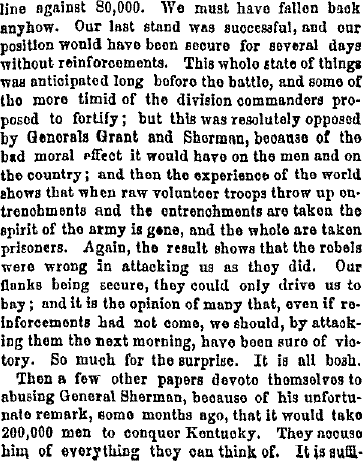 line against 80,000. We must have fallen back
anyhow. Our last stand was successful, and our
position would have been secure for several days
without reinforcements. This whole state of things
was anticipated long before the battle, and some of
the more timid of the division commanders pro-
posed to fortify; but this was resolutely opposed
by Generals Grant and Sherman, because of the
bad moral effect it would have on the men and on
the country; and then the experience of the world
shows that when raw volunteer troops throw up en-
trenchments and the entrenchments are taken the
spirit of the army is gone, and the whole are taken
prisoners. Again, the result shows that the rebels
were wrong in attacking us as they did. Our
flanks being secure, they could only drive us to
bay; and it is the opinion of many that, even if re-
inforcements had not come, we should, by attack-
ing them the next morning, have been sure of vic-
tory. So much for the surprise. It is all bosh.
Then a few other papers devote themselves to
abusing General Sherman, because of his unfortu-
nate remark, some months ago, that it would take
200,000 men to conquer Kentucky. They accuse
him of everything they can think of. It is suffi-